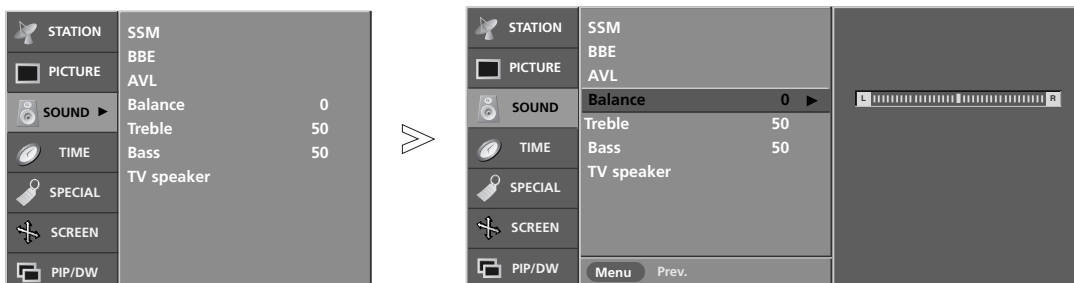 STATION
PICTURE
SOUND ►
TIME
SPECIAL
SCREEN
PIP/DW
SSM
BBE
AVL
Balance 0
Treble 50
Bass 50
TV speaker
STATION
PICTURE
SOUND
TIME
SPECIAL
SCREEN
PIP/DW
SSM
BBE
AVL
Balance 0 ►
Treble 50
Bass 50
TV speaker
Menu Prev.
L R